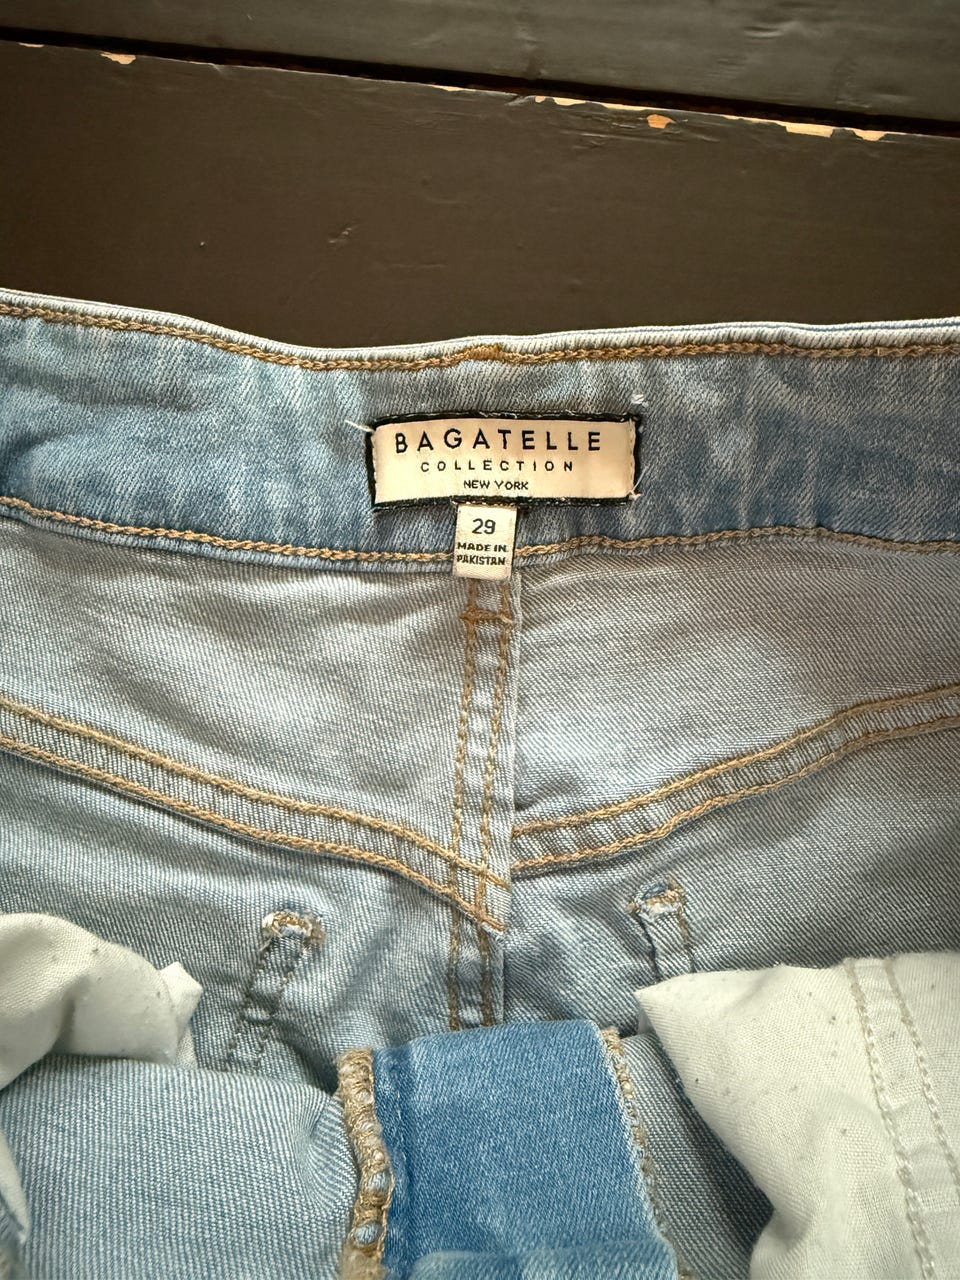 BAGATELLE
COLLECTION
NEW YORK
29
MADE IN
PAKISTAN